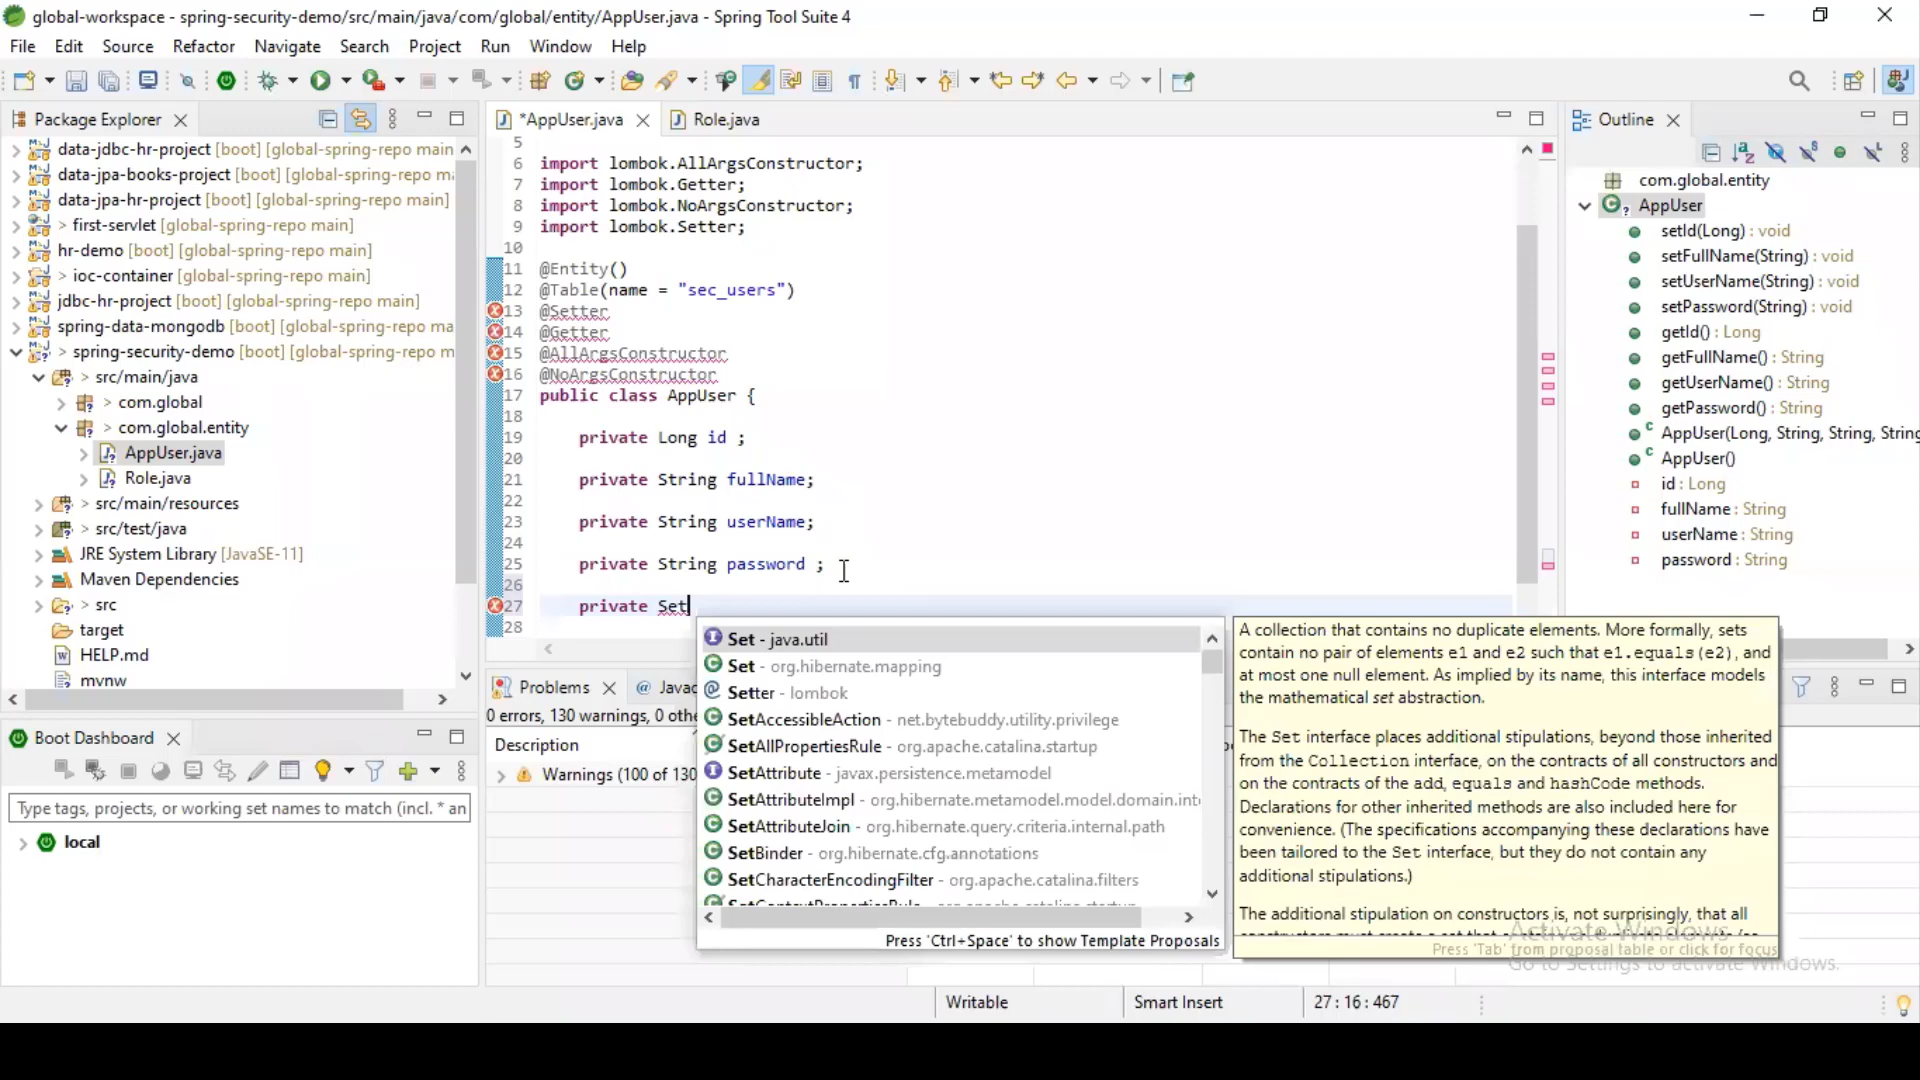 global-workspace - spring-security-demo/src/main/java/com/global/entity/AppUser.java - Spring Tool Suite 4
File Edit Source Refactor Navigate Search Project Run Window Help
Package Explorer
data-jdbc-hr-project [boot] [global-spring-repo main
data-jpa-books-project [boot] [global-spring-repo ma
data-jpa-hr-project [boot] [global-spring-repo main]
> first-servlet [global-spring-repo main]
hr-demo [boot] [global-spring-repo main]
> ioc-container [global-spring-repo main]
jdbc-hr-project [boot] [global-spring-repo main]
spring-data-mongodb [boot] [global-spring-repo ma
> spring-security-demo [boot] [global-spring-repo m
> src/main/java
> com.global
> com.global.entity
AppUser.java
Role.java
> src/main/resources
> src/test/java
JRE System Library [JavaSE-11]
Maven Dependencies
> src
target
HELP.md
mvnw
Boot Dashboard
Type tags, projects, or working set names to match (incl. * an
local
*AppUser.java Role.java
5
6 import lombok.AllArgsConstructor;
7 import lombok.Getter;
8 import lombok.NoArgsConstructor;
9 import lombok.Setter;
10
11 @Entity()
12 @Table(name = "sec_users")
13 @Setter
14 @Getter
15 @AllArgsConstructor
16 @NoArgsConstructor
17 public class AppUser {
18
19 private Long id ;
20
21 private String fullName;
22
23 private String userName;
24
25 private String password ;
26
27 private Set
28
Set - java.util
Set - org.hibernate.mapping
Setter - lombok
SetAccessibleAction - net.bytebuddy.utility.privilege
SetAllPropertiesRule - org.apache.catalina.startup
SetAttribute - javax.persistence.metamodel
SetAttributeImpl - org.hibernate.metamodel.model.domain.inte
SetAttributeJoin - org.hibernate.query.criteria.internal.path
SetBinder - org.hibernate.cfg.annotations
SetCharacterEncodingFilter - org.apache.catalina.filters
Press 'Ctrl+Space' to show Template Proposals
A collection that contains no duplicate elements. More formally, sets
contain no pair of elements e1 and e2 such that e1.equals(e2), and
at most one null element. As implied by its name, this interface models
the mathematical set abstraction.
The Set interface places additional stipulations, beyond those inherited
from the Collection interface, on the contracts of all constructors and
on the contracts of the add, equals and hashCode methods.
Declarations for other inherited methods are also included here for
convenience. (The specifications accompanying these declarations have
been tailored to the Set interface, but they do not contain any
additional stipulations.)
The additional stipulation on constructors is, not surprisingly, that all
Press 'Tab' from proposal table or click for focus
Problems Javac
0 errors, 130 warnings, 0 othe
Description
Warnings (100 of 130
Outline
com.global.entity
AppUser
setId(Long) : void
setFullName(String) : void
setUserName(String) : void
setPassword(String) : void
getId() : Long
getFullName() : String
getUserName() : String
getPassword() : String
AppUser(Long, String, String, String
AppUser()
id : Long
fullName : String
userName : String
password : String
Activate Windows
Go to Settings to activate Windows.
Writable Smart Insert 27 : 16 : 467